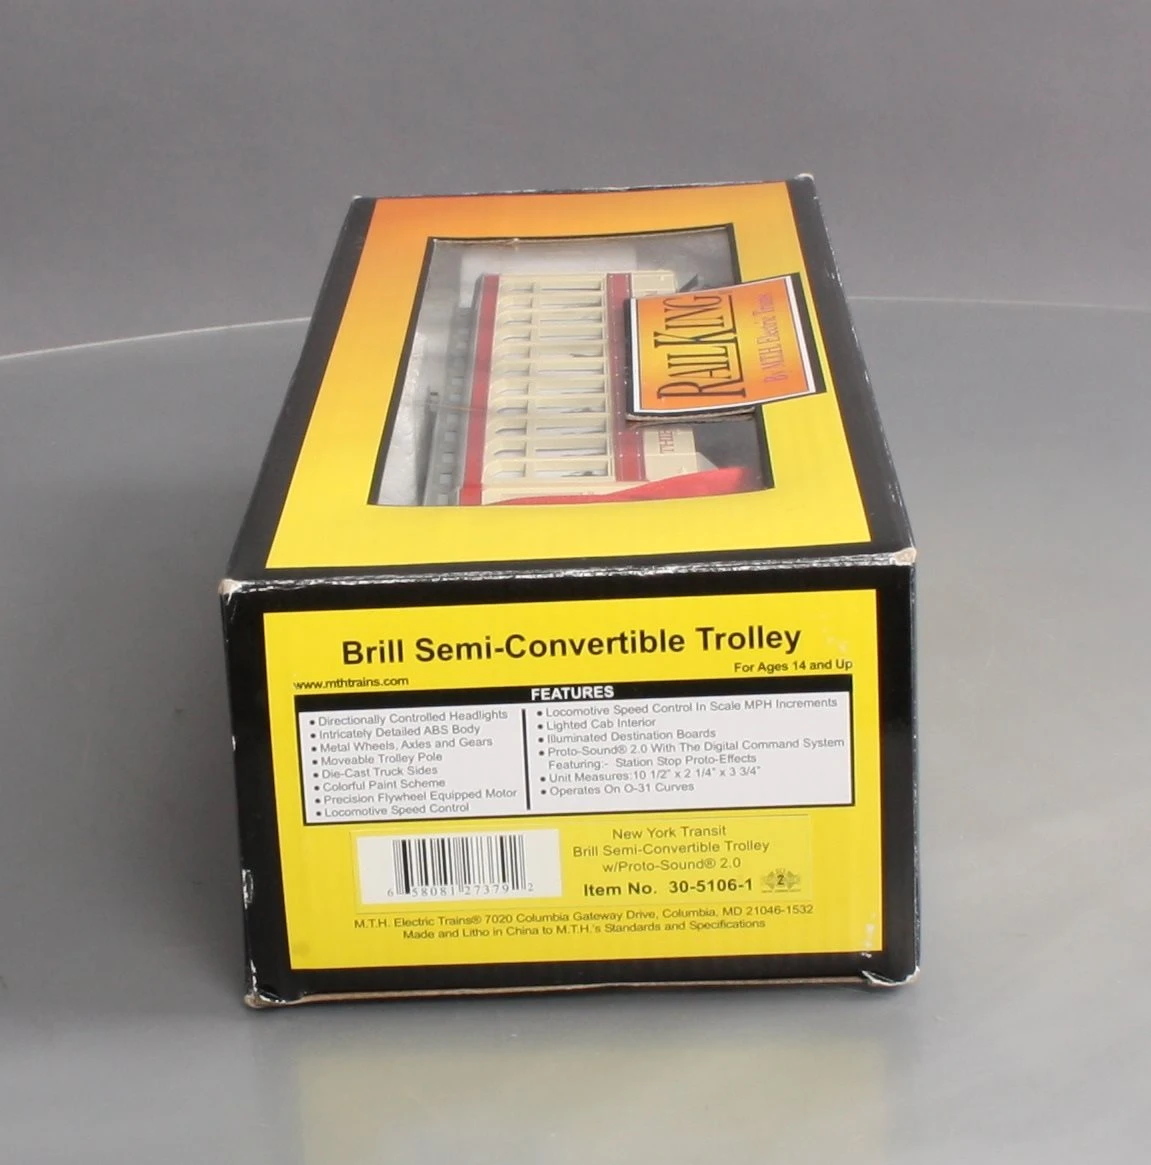 RAILKING
By M.T.H. Electric Trains
THIR
Brill Semi-Convertible Trolley
www.mthtrains.com
For Ages 14 and Up
FEATURES
• Directionally Controlled Headlights
• Intricately Detailed ABS Body
• Metal Wheels, Axles and Gears
• Moveable Trolley Pole
• Die-Cast Truck Sides
• Colorful Paint Scheme
• Precision Flywheel Equipped Motor
• Locomotive Speed Control
• Locomotive Speed Control In Scale MPH Increments
• Lighted Cab Interior
• Illuminated Destination Boards
• Proto-Sound® 2.0 With The Digital Command System
Featuring:- Station Stop Proto-Effects
• Unit Measures:10 1/2" x 2 1/4" x 3 3/4"
• Operates On O-31 Curves
6 58081 27379 2
New York Transit
Brill Semi-Convertible Trolley
w/Proto-Sound® 2.0
Item No. 30-5106-1
2
M.T.H. Electric Trains® 7020 Columbia Gateway Drive, Columbia, MD 21046-1532
Made and Litho in China to M.T.H.'s Standards and Specifications